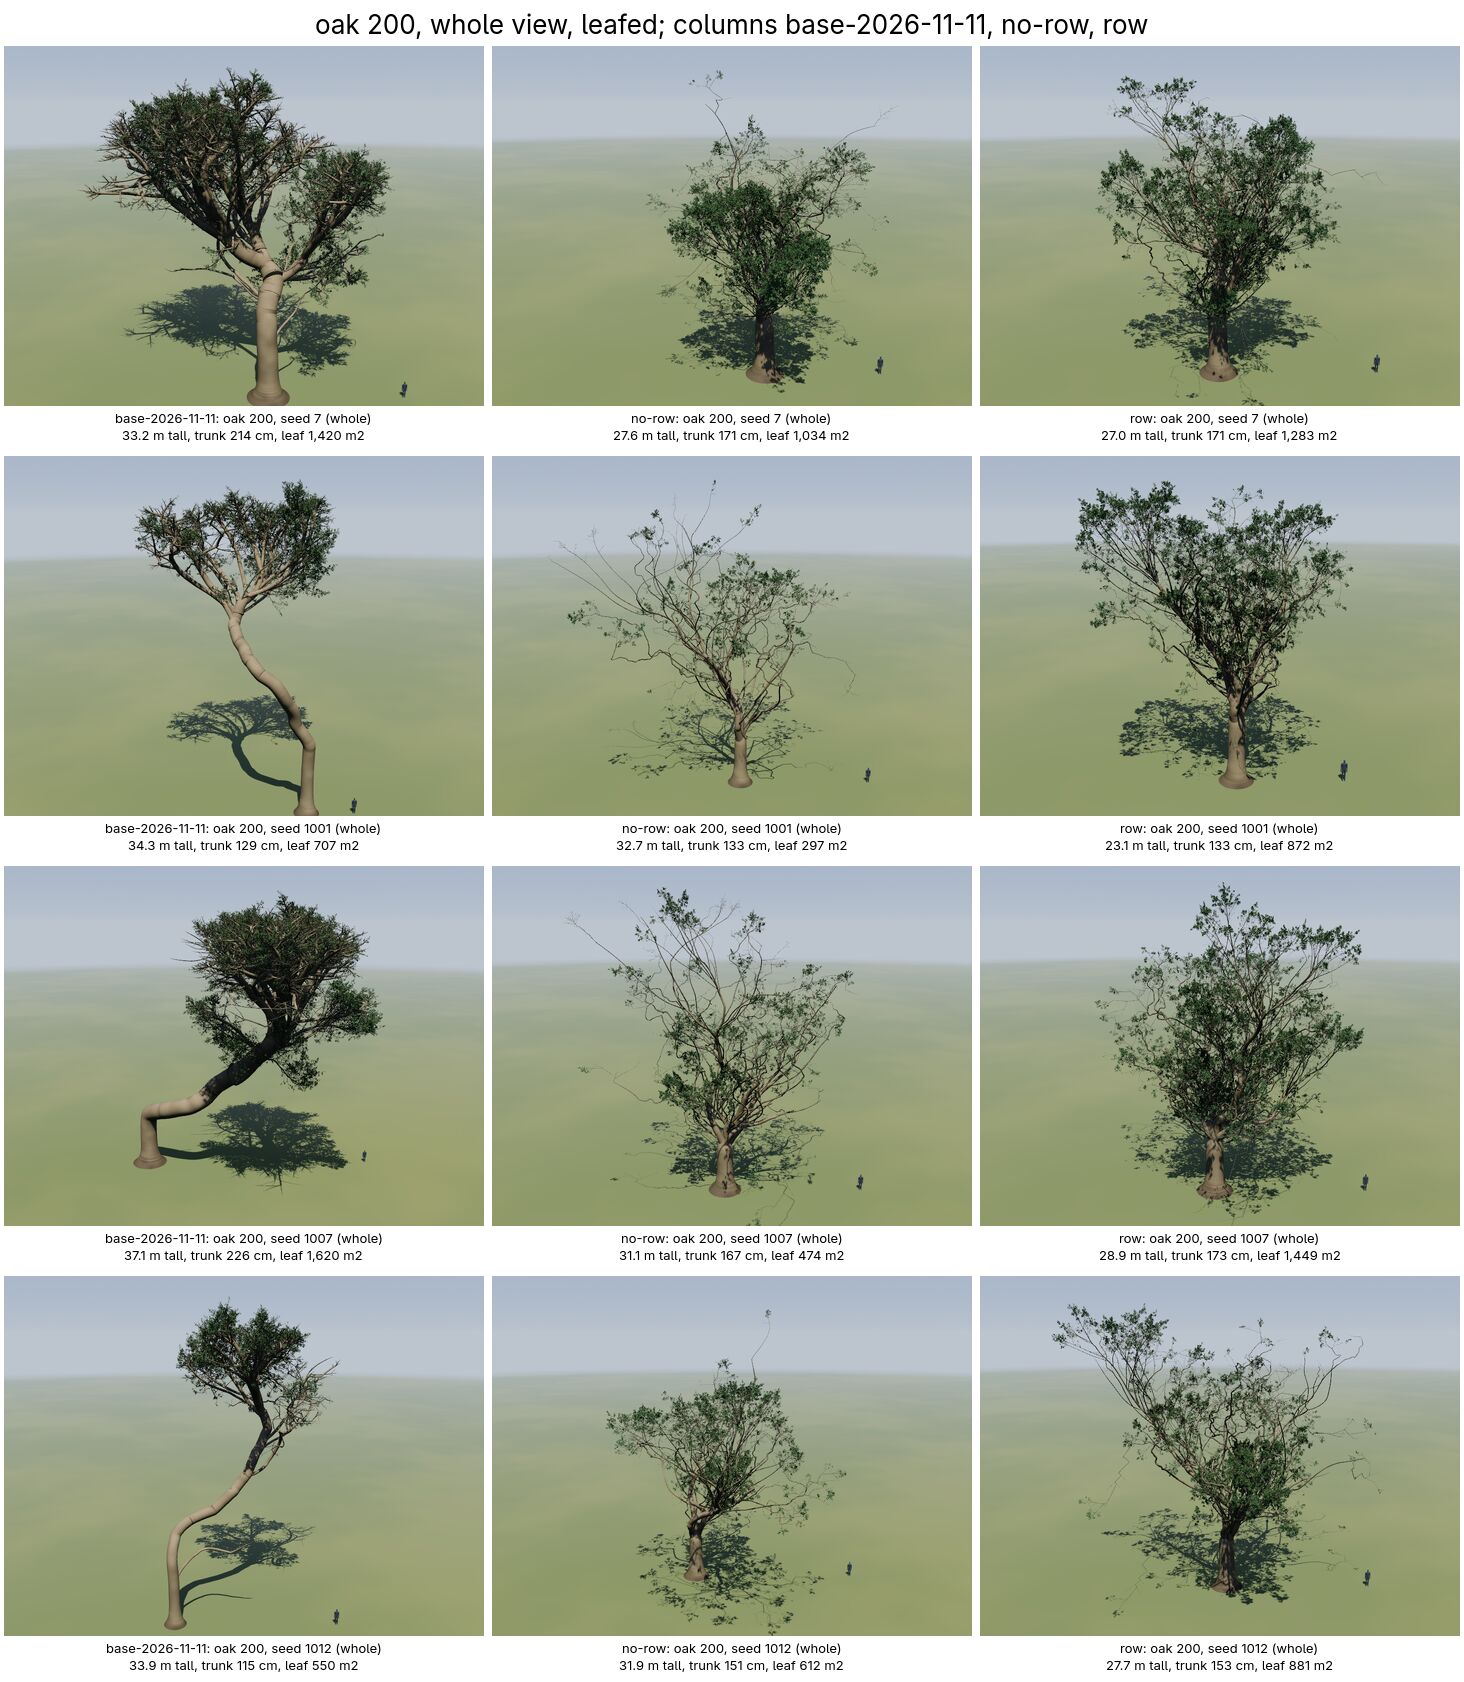 oak 200, whole view, leafed; columns base-2026-11-11, no-row, row
base-2026-11-11: oak 200, seed 7 (whole)
33.2 m tall, trunk 214 cm, leaf 1,420 m2
no-row: oak 200, seed 7 (whole)
27.6 m tall, trunk 171 cm, leaf 1,034 m2
row: oak 200, seed 7 (whole)
27.0 m tall, trunk 171 cm, leaf 1,283 m2
base-2026-11-11: oak 200, seed 1001 (whole)
34.3 m tall, trunk 129 cm, leaf 707 m2
no-row: oak 200, seed 1001 (whole)
32.7 m tall, trunk 133 cm, leaf 297 m2
row: oak 200, seed 1001 (whole)
23.1 m tall, trunk 133 cm, leaf 872 m2
base-2026-11-11: oak 200, seed 1007 (whole)
37.1 m tall, trunk 226 cm, leaf 1,620 m2
no-row: oak 200, seed 1007 (whole)
31.1 m tall, trunk 167 cm, leaf 474 m2
row: oak 200, seed 1007 (whole)
28.9 m tall, trunk 173 cm, leaf 1,449 m2
base-2026-11-11: oak 200, seed 1012 (whole)
33.9 m tall, trunk 115 cm, leaf 550 m2
no-row: oak 200, seed 1012 (whole)
31.9 m tall, trunk 151 cm, leaf 612 m2
row: oak 200, seed 1012 (whole)
27.7 m tall, trunk 153 cm, leaf 881 m2